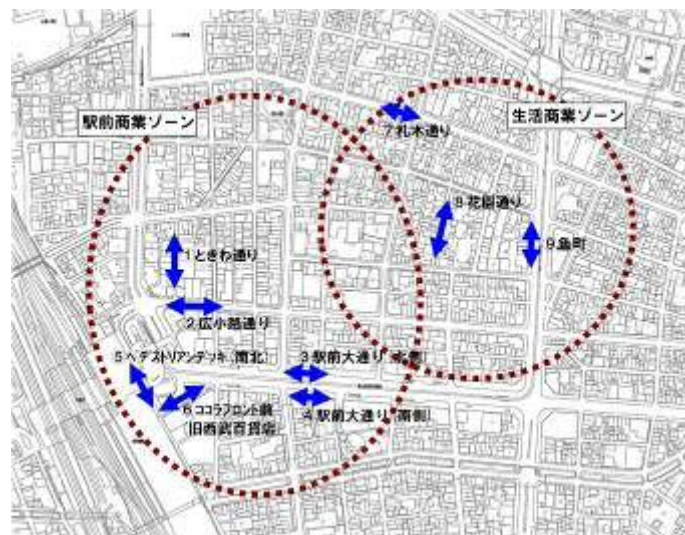 駅前商業ゾーン
生活商業ゾーン
7札木通り
8花園通り
9魚町
1ときわ通り
2広小路通り
5ペデストリアンデッキ(南北)
3駅前大通り(北側)
6ココラフロント前
(旧西武百貨店)
4駅前大通り(南側)